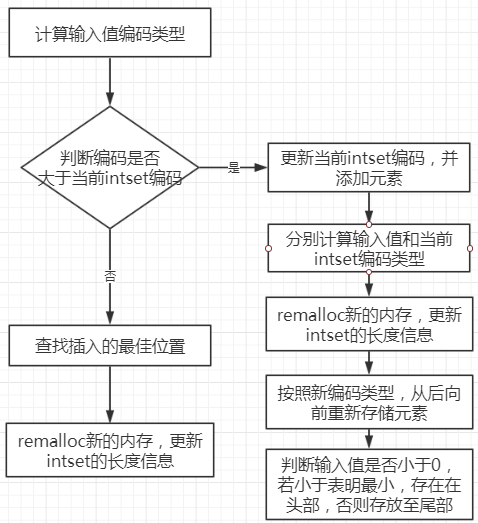 计算输入值编码类型
判断编码是否
大于当前intset编码
是
更新当前intset编码，并
添加元素
分别计算输入值和当前
intset编码类型
remalloc新的内存，更新
intset的长度信息
按照新编码类型，从后向
前重新存储元素
判断输入值是否小于0，
若小于表明最小，存在在
头部，否则存放至尾部
否
查找插入的最佳位置
remalloc新的内存，更新
intset的长度信息